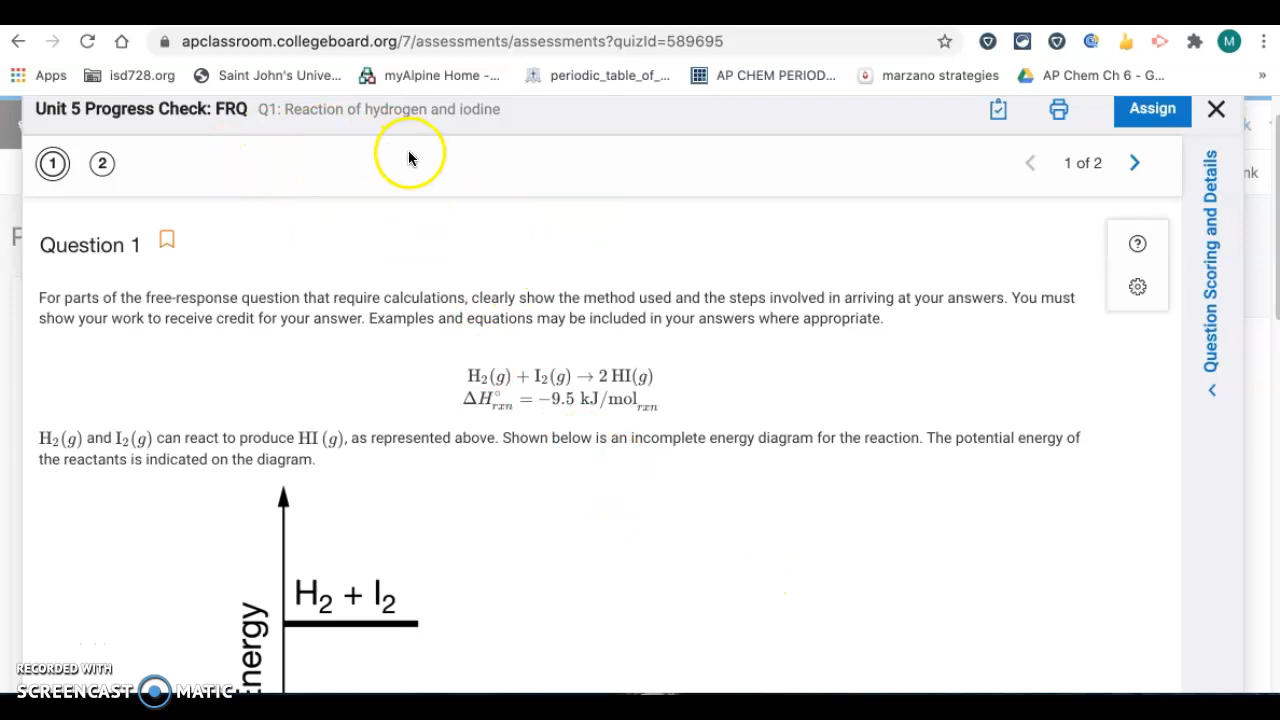 apclassroom.collegeboard.org/7/assessments/assessments?quizId=589695
M
Apps isd728.org Saint John's Unive... myAlpine Home -... periodic_table_of_... AP CHEM PERIOD... marzano strategies AP Chem Ch 6 - G... »
Unit 5 Progress Check: FRQ Q1: Reaction of hydrogen and iodine Assign
1 2 1 of 2
Question Scoring and Details
Question 1
For parts of the free-response question that require calculations, clearly show the method used and the steps involved in arriving at your answers. You must
show your work to receive credit for your answer. Examples and equations may be included in your answers where appropriate.
H₂(g) + I₂(g) → 2 HI(g)
ΔH°rxn = −9.5 kJ/molrxn
H₂(g) and I₂(g) can react to produce HI (g), as represented above. Shown below is an incomplete energy diagram for the reaction. The potential energy of
the reactants is indicated on the diagram.
H₂ + I₂
RECORDED WITH
SCREENCAST MATIC